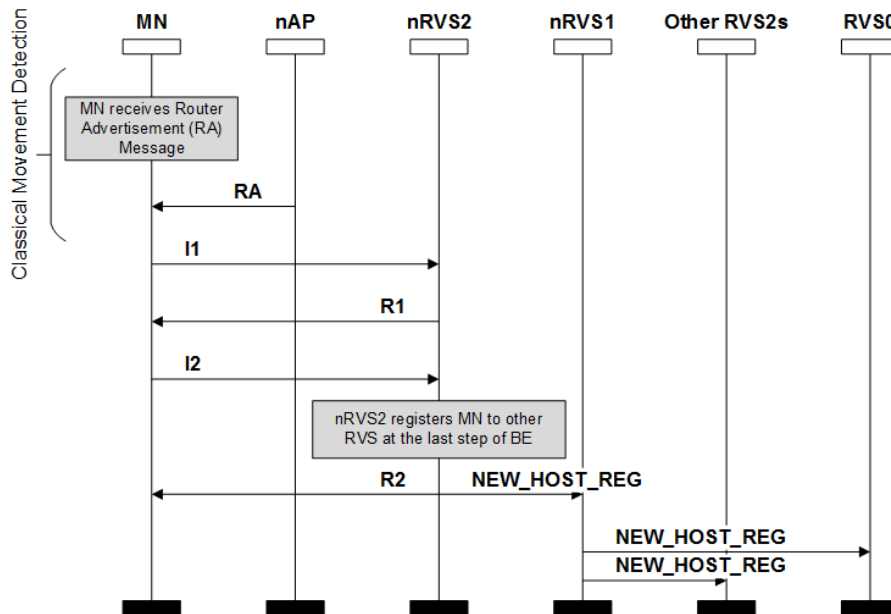 MN nAP nRVS2 nRVS1 Other RVS2s RVS0
Classical Movement Detection
MN receives Router
Advertisement (RA)
Message
RA
I1
R1
I2
nRVS2 registers MN to other
RVS at the last step of BE
R2 NEW_HOST_REG
NEW_HOST_REG
NEW_HOST_REG